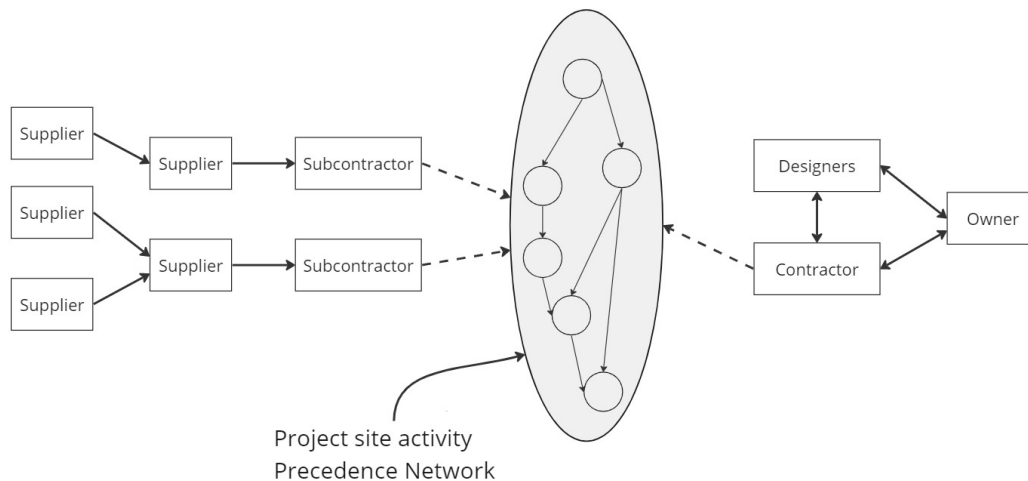 Supplier
Supplier
Subcontractor
Supplier
Supplier
Subcontractor
Supplier
Designers
Owner
Contractor
Project site activity
Precedence Network